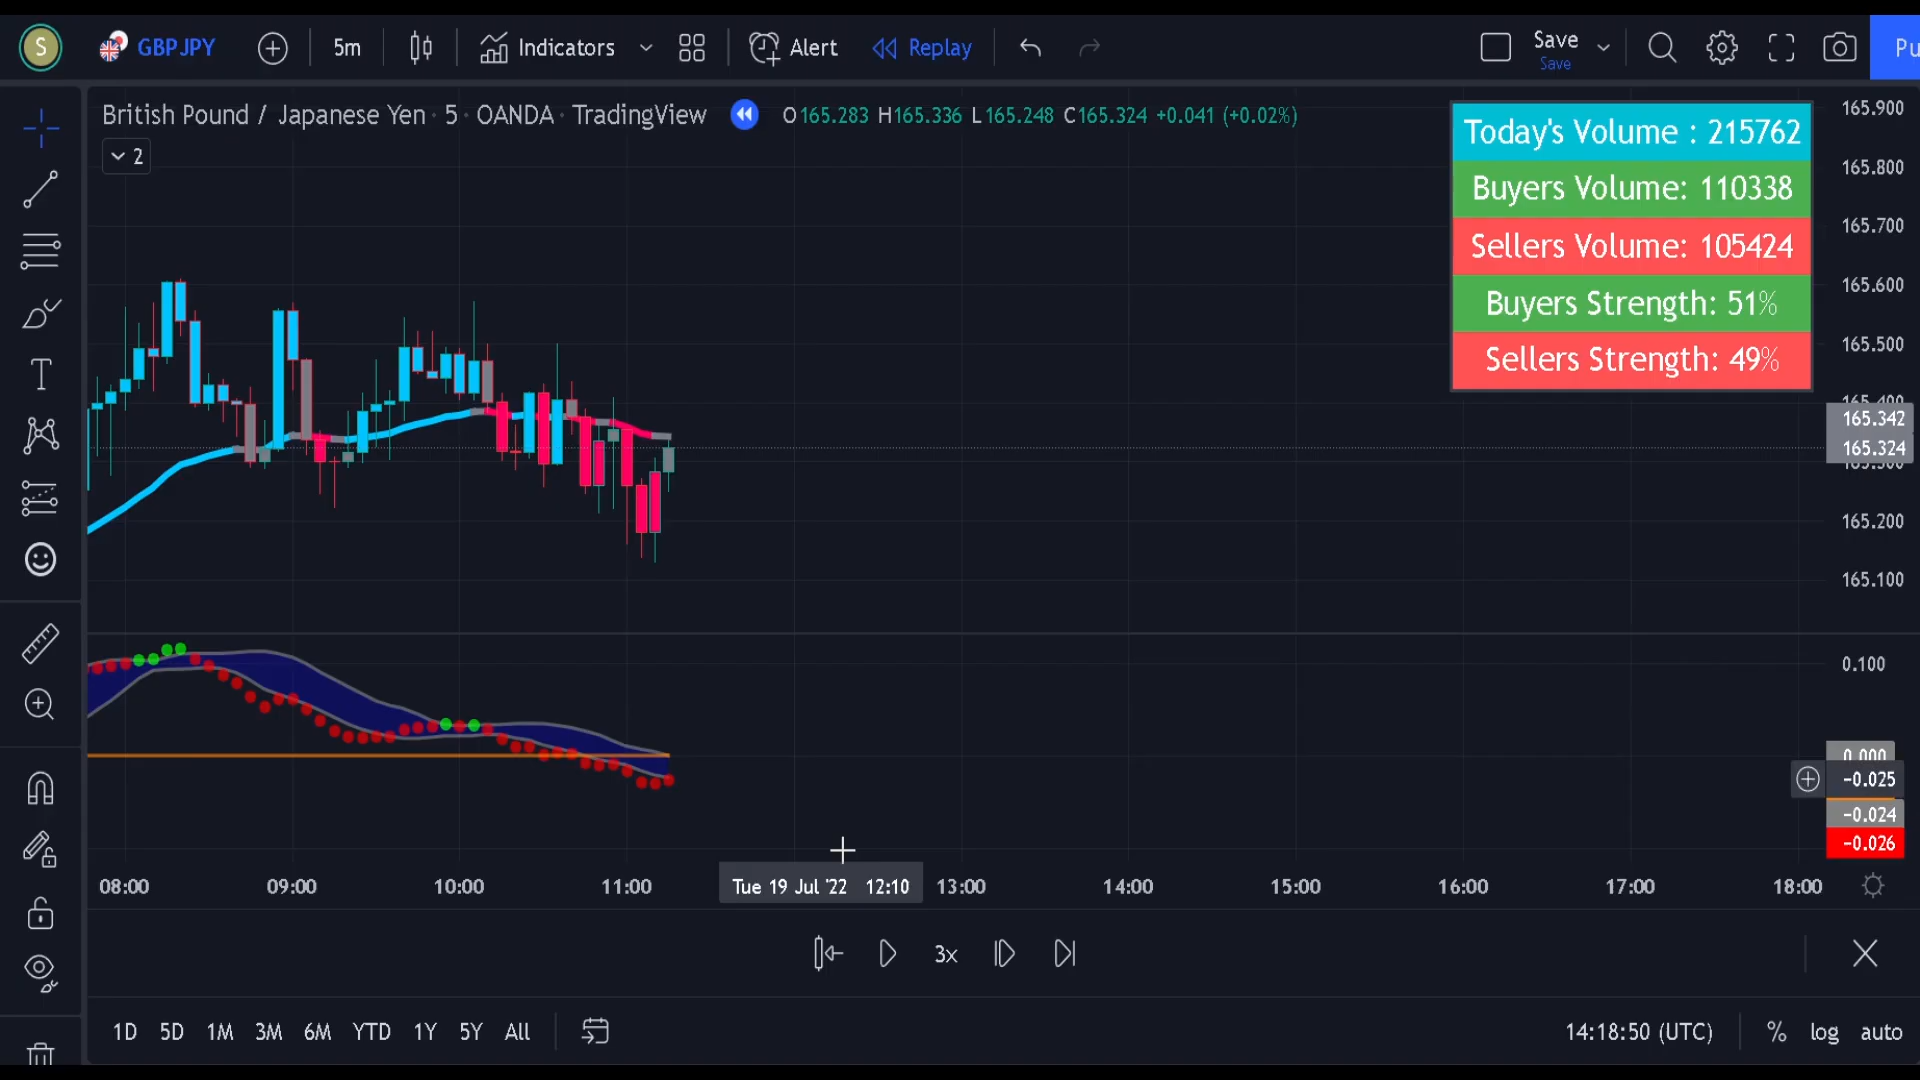 S GBPJPY 5m Indicators Alert Replay Save Pu
Save
British Pound / Japanese Yen · 5 · OANDA · TradingView O165.283 H165.336 L165.248 C165.324 +0.041 (+0.02%)
2
Today's Volume : 215762
Buyers Volume: 110338
Sellers Volume: 105424
Buyers Strength: 51%
Sellers Strength: 49%
165.900
165.800
165.700
165.600
165.500
165.400
165.342
165.324
165.300
165.200
165.100
0.100
0.000
−0.025
−0.024
−0.026
08:00 09:00 10:00 11:00 Tue 19 Jul '22 12:10 13:00 14:00 15:00 16:00 17:00 18:00
3x
1D 5D 1M 3M 6M YTD 1Y 5Y All 14:18:50 (UTC) % log auto